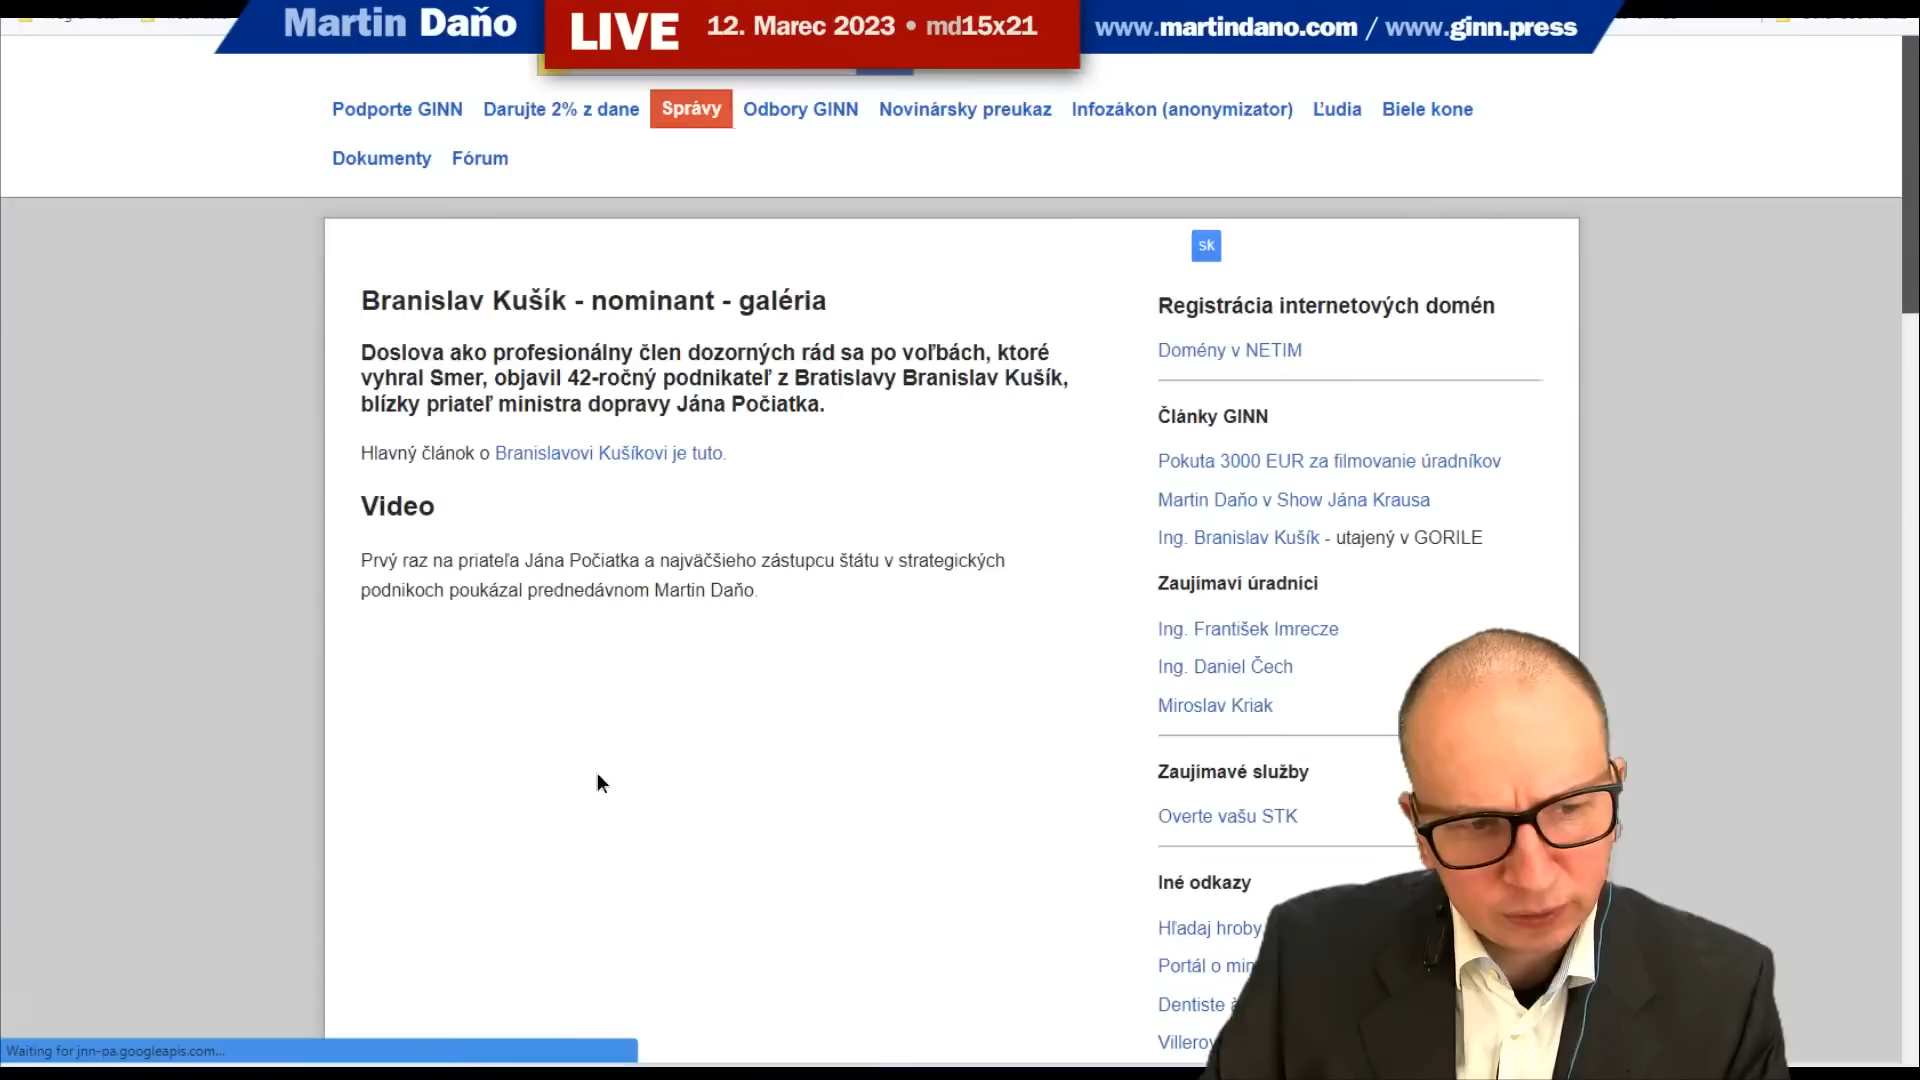 Martin Daňo
LIVE
12. Marec 2023 • md15x21
www.martindano.com / www.ginn.press
Podporte GINN Darujte 2% z dane Správy Odbory GINN Novinársky preukaz Infozákon (anonymizator) Ľudia Biele kone
Dokumenty Fórum
sk
Branislav Kušík - nominant - galéria
Doslova ako profesionálny člen dozorných rád sa po voľbách, ktoré
vyhral Smer, objavil 42-ročný podnikateľ z Bratislavy Branislav Kušík,
blízky priateľ ministra dopravy Jána Počiatka.
Hlavný článok o Branislavovi Kušíkovi je tuto.
Video
Prvý raz na priateľa Jána Počiatka a najväčšieho zástupcu štátu v strategických
podnikoch poukázal prednedávnom Martin Daňo.
Registrácia internetových domén
Domény v NETIM
Články GINN
Pokuta 3000 EUR za filmovanie úradníkov
Martin Daňo v Show Jána Krausa
Ing. Branislav Kušík - utajený v GORILE
Zaujímaví úradníci
Ing. František Imrecze
Ing. Daniel Čech
Miroslav Kriak
Zaujímavé služby
Overte vašu STK
Iné odkazy
Hľadaj hroby
Portál o
Dentiste
Waiting for jnn-pa.googleapis.com...